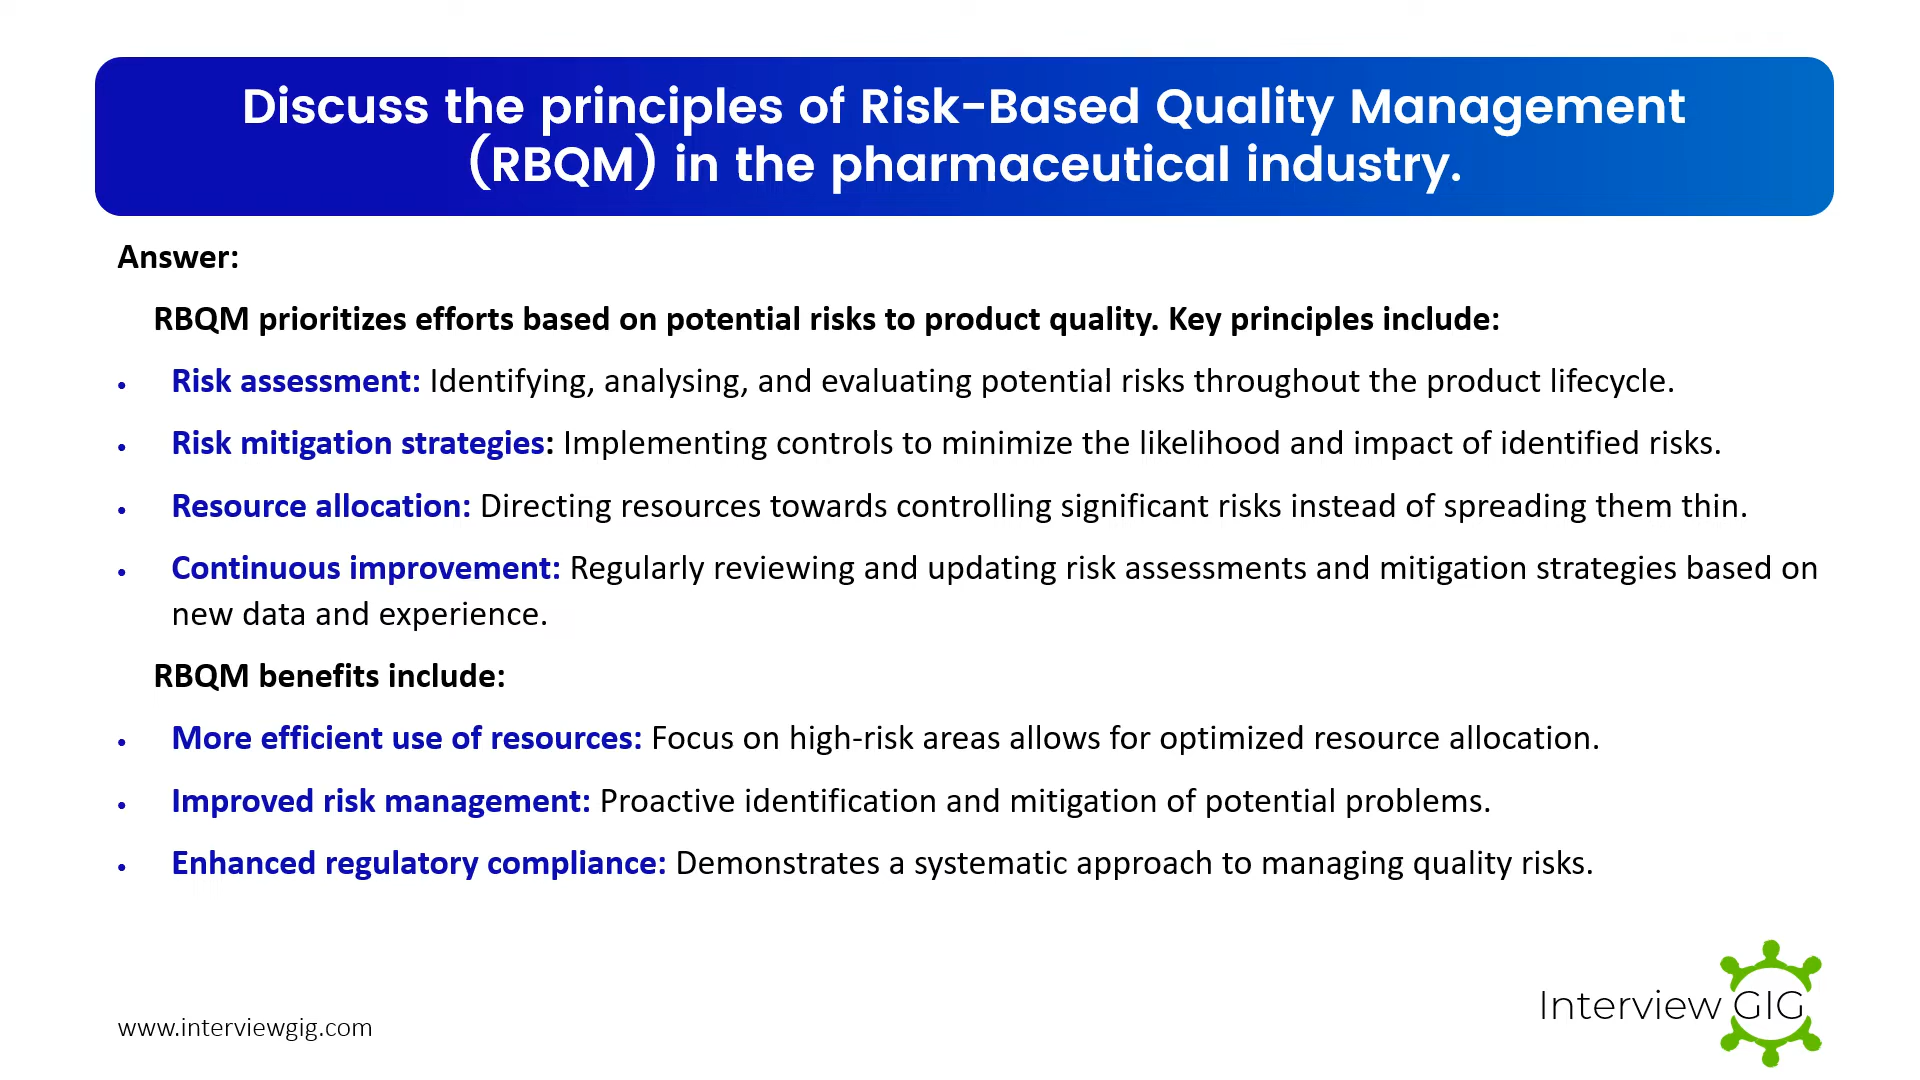 Discuss the principles of Risk-Based Quality Management
(RBQM) in the pharmaceutical industry.
Answer:
RBQM prioritizes efforts based on potential risks to product quality. Key principles include:
• Risk assessment: Identifying, analysing, and evaluating potential risks throughout the product lifecycle.
• Risk mitigation strategies: Implementing controls to minimize the likelihood and impact of identified risks.
• Resource allocation: Directing resources towards controlling significant risks instead of spreading them thin.
• Continuous improvement: Regularly reviewing and updating risk assessments and mitigation strategies based on
new data and experience.
RBQM benefits include:
• More efficient use of resources: Focus on high-risk areas allows for optimized resource allocation.
• Improved risk management: Proactive identification and mitigation of potential problems.
• Enhanced regulatory compliance: Demonstrates a systematic approach to managing quality risks.
Interview GIG
www.interviewgig.com